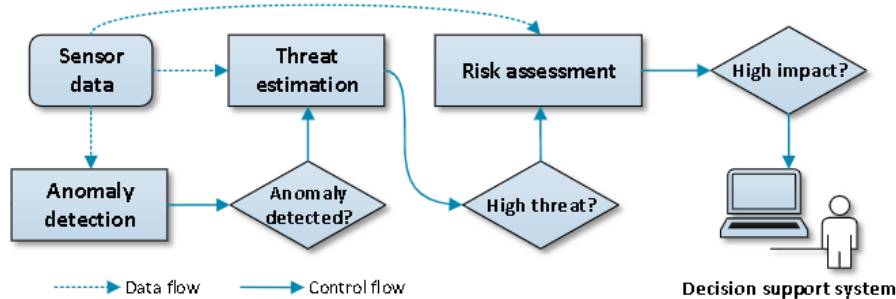 Sensor
data
Threat
estimation
Risk assessment
High impact?
Anomaly
detection
Anomaly
detected?
High threat?
Data flow
Control flow
Decision support system